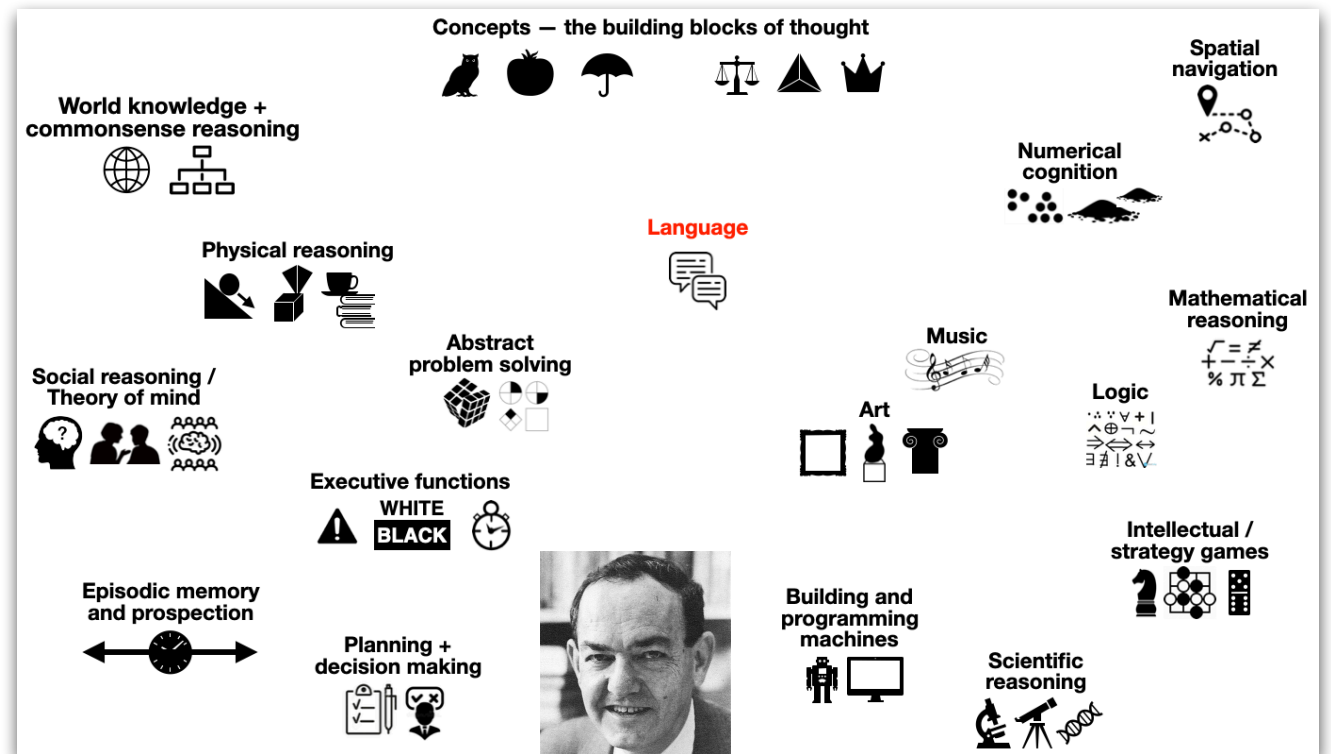 Concepts — the building blocks of thought
Spatial
navigation
World knowledge +
commonsense reasoning
Numerical
cognition
Language
Physical reasoning
Mathematical
reasoning
√ = ≠
+ − ÷ ×
% π Σ
Abstract
problem solving
Music
Social reasoning /
Theory of mind
?
Logic
∴ ∵ ∀ + |
^ ⊕ ¬ ~
⇒ ⇔ ↔
∃ ∄ ! & \/
Art
Executive functions
!
WHITE
BLACK
Intellectual /
strategy games
Episodic memory
and prospection
Building and
programming
machines
Planning +
decision making
Scientific
reasoning